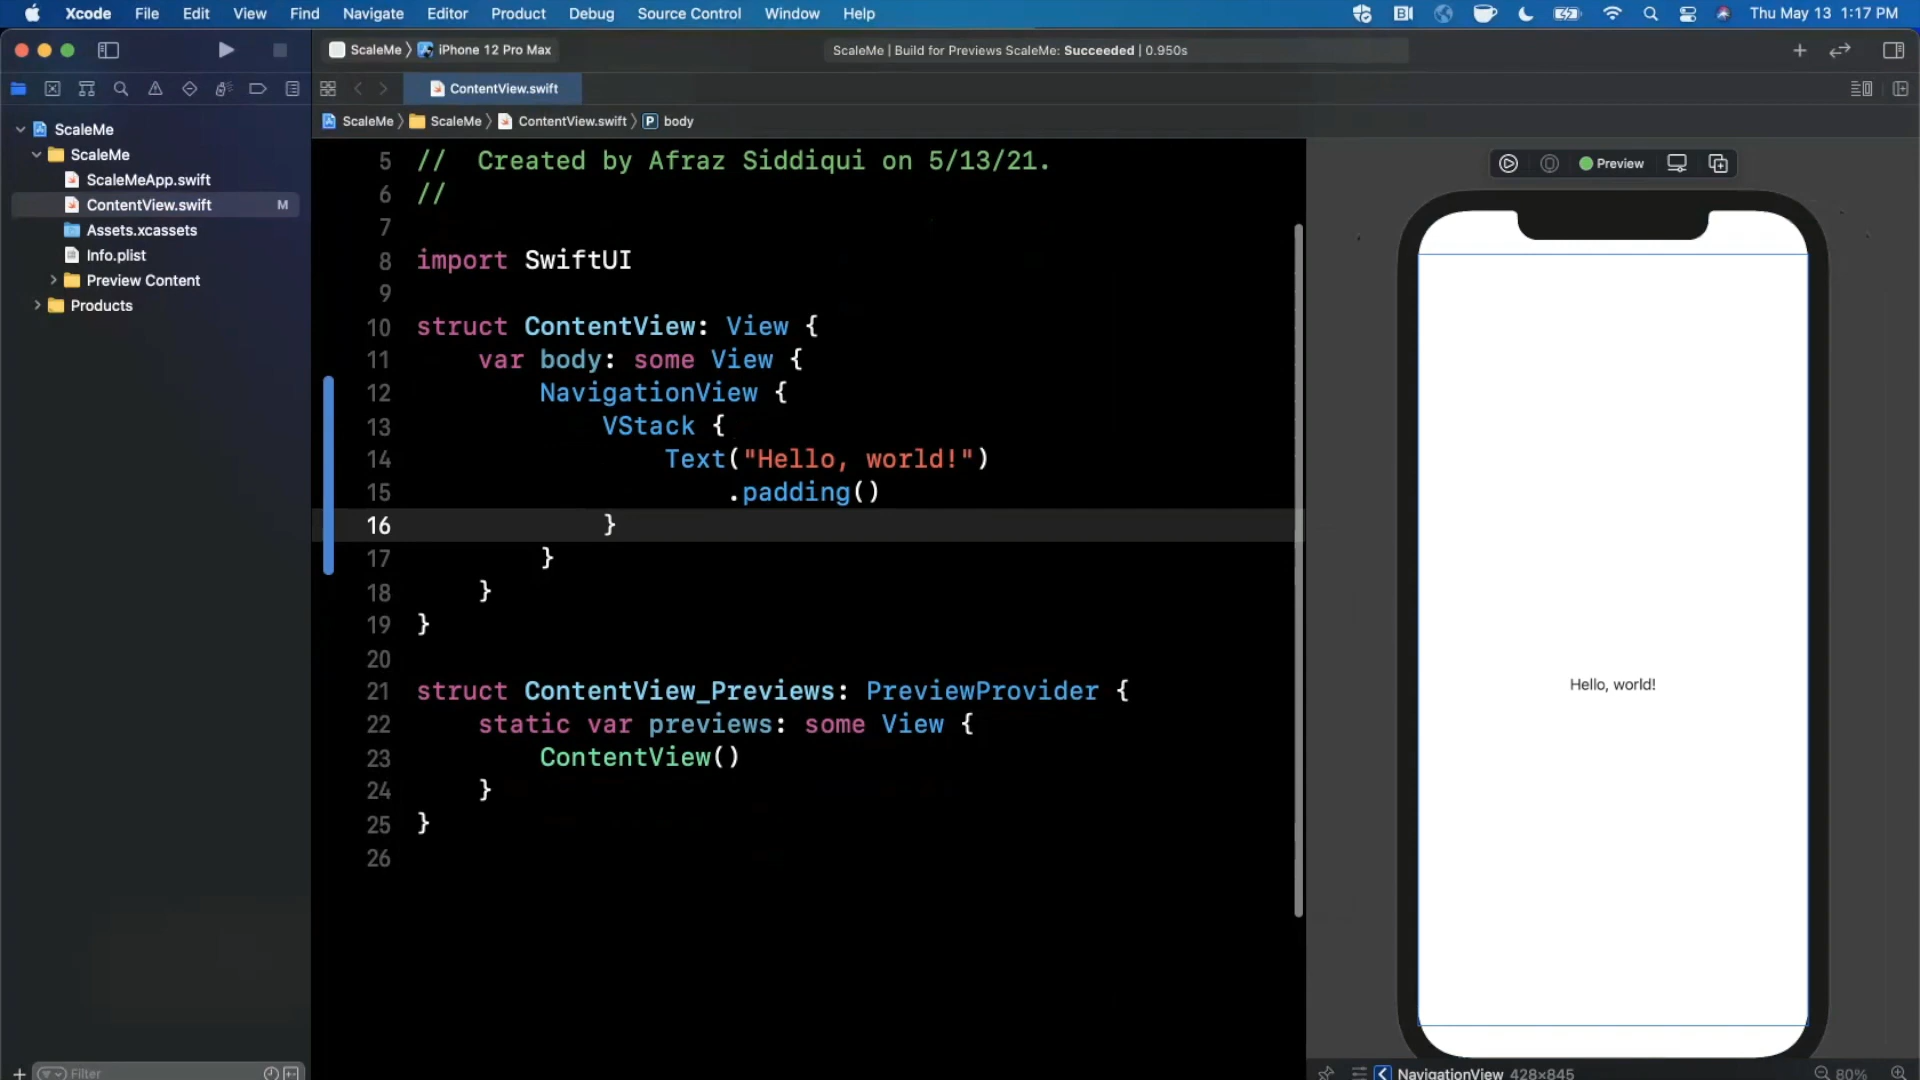 Xcode File Edit View Find Navigate Editor Product Debug Source Control Window Help Thu May 13 1:17 PM
ScaleMe iPhone 12 Pro Max ScaleMe | Build for Previews ScaleMe: Succeeded | 0.950s
ContentView.swift
ScaleMe ScaleMe ContentView.swift P body
ScaleMe
ScaleMe
ScaleMeApp.swift
ContentView.swift M
Assets.xcassets
Info.plist
Preview Content
Products
Filter
5 // Created by Afraz Siddiqui on 5/13/21.
6 //
7
8 import SwiftUI
9
10 struct ContentView: View {
11 var body: some View {
12 NavigationView {
13 VStack {
14 Text("Hello, world!")
15 .padding()
16 }
17 }
18 }
19 }
20
21 struct ContentView_Previews: PreviewProvider {
22 static var previews: some View {
23 ContentView()
24 }
25 }
26
Preview
Hello, world!
NavigationView 428×845 80%